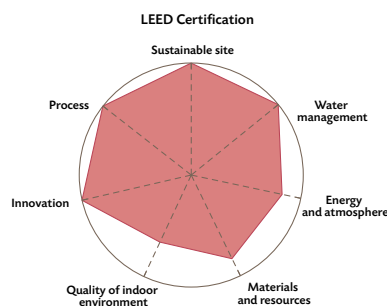 LEED Certification
Sustainable site
Process
Water
management
Innovation
Energy
and atmosphere
Quality of indoor
environment
Materials
and resources